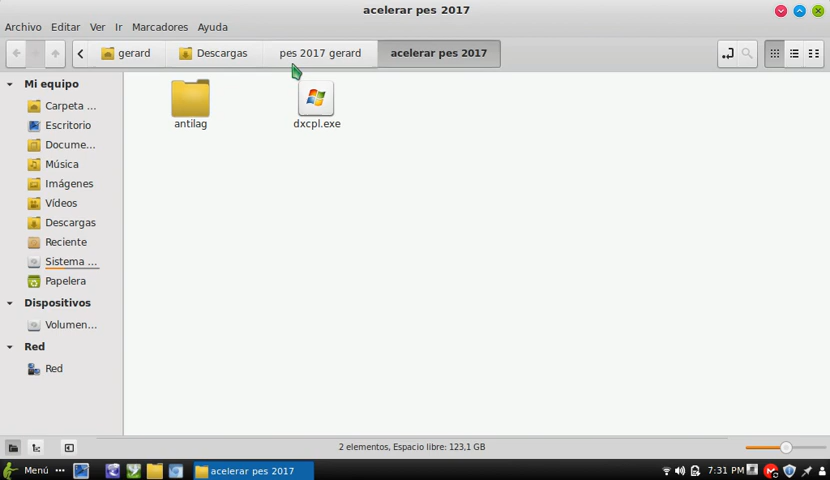 acelerar pes 2017
Archivo Editar Ver Ir Marcadores Ayuda
gerard Descargas pes 2017 gerard acelerar pes 2017
Mi equipo
Carpeta ...
Escritorio
Docume...
Música
Imágenes
Vídeos
Descargas
Reciente
Sistema ...
Papelera
Dispositivos
Volumen...
Red
Red
antilag
dxcpl.exe
2 elementos, Espacio libre: 123,1 GB
Menú
acelerar pes 2017
7:31 PM